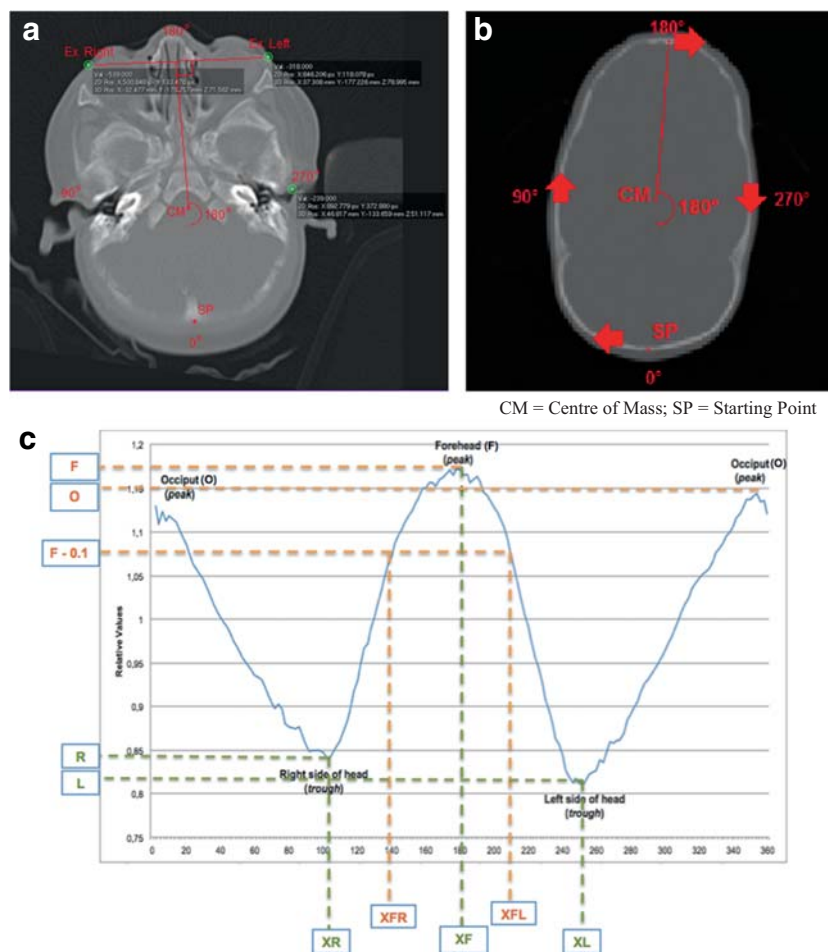 a
180°
Ex. Right
Ex. Left
90°
270°
CM
180°
SP
0°
b
180°
90°
CM
180°
270°
SP
0°
CM = Centre of Mass; SP = Starting Point
c
F
O
F - 0.1
R
L
1,2
1,15
1,1
1,05
1
0,95
0,9
0,85
0,8
0,75
Relative Values
Occiput (O)
(peak)
Forehead (F)
(peak)
Occiput (O)
(peak)
Right side of head
(trough)
Left side of head
(trough)
0 20 40 60 80 100 120 140 160 180 200 220 240 260 280 300 320 340 360
XFR
XFL
XR
XF
XL